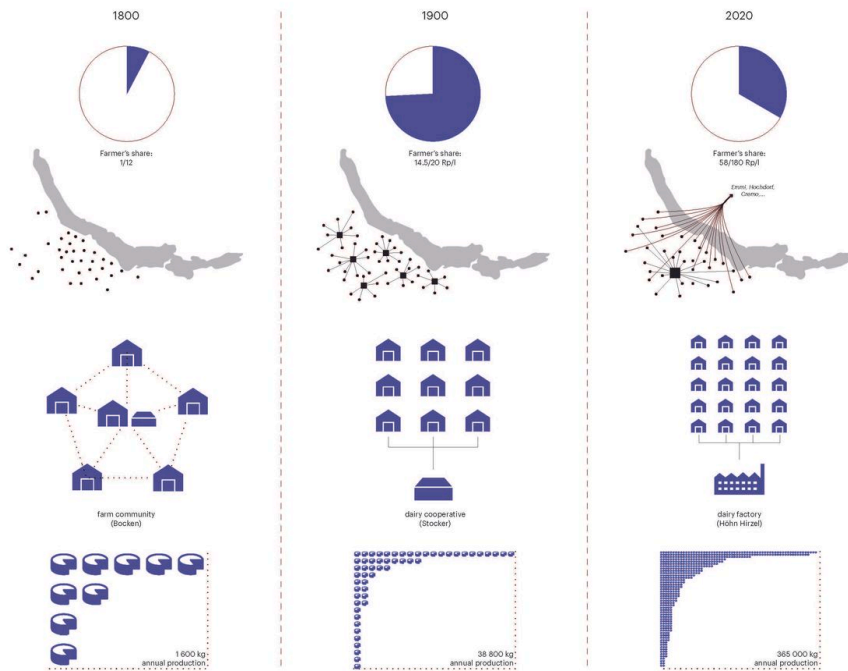 1800
Farmer's share:
1/12
farm community
(Bocken)
1 600 kg
annual production
1900
Farmer's share:
14.5/20 Rp/l
dairy cooperative
(Stocker)
38 800 kg
annual production
2020
Farmer's share:
58/180 Rp/l
Emmi, Hochdorf,
Cremo,...
dairy factory
(Höhn Hirzel)
365 000 kg
annual production